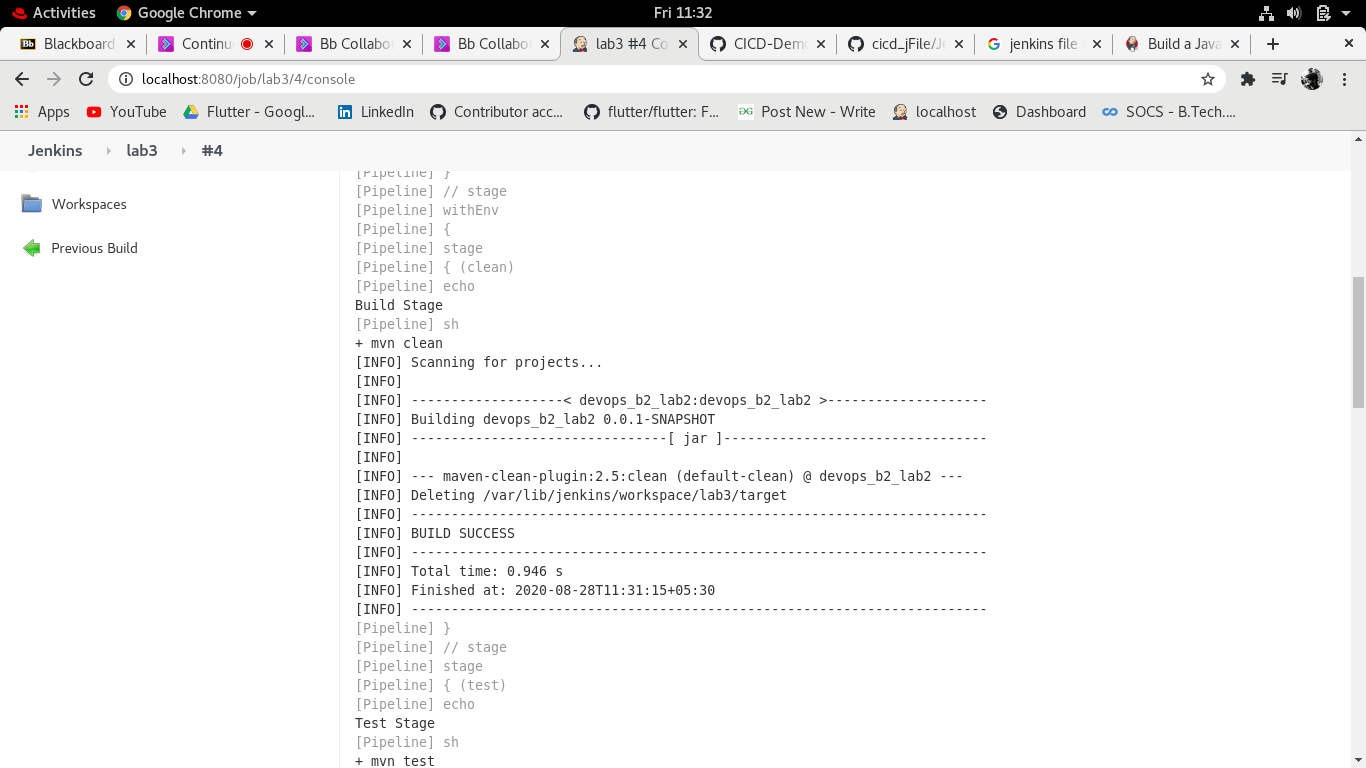 Activities
Google Chrome
Fri 11:32
Bb Blackboard
Continu
Bb Collabo
Bb Collabo
lab3 #4 Co
CICD-Demo
cicd_jFile/Je
jenkins file
Build a Java
localhost:8080/job/lab3/4/console
Apps
YouTube
Flutter - Googl...
LinkedIn
Contributor acc...
flutter/flutter: F...
Post New - Write
localhost
Dashboard
SOCS - B.Tech....
Jenkins
lab3
#4
Workspaces
Previous Build
[Pipeline] }
[Pipeline] // stage
[Pipeline] withEnv
[Pipeline] {
[Pipeline] stage
[Pipeline] { (clean)
[Pipeline] echo
Build Stage
[Pipeline] sh
+ mvn clean
[INFO] Scanning for projects...
[INFO]
[INFO] -------------------< devops_b2_lab2:devops_b2_lab2 >--------------------
[INFO] Building devops_b2_lab2 0.0.1-SNAPSHOT
[INFO] --------------------------------[ jar ]---------------------------------
[INFO]
[INFO] --- maven-clean-plugin:2.5:clean (default-clean) @ devops_b2_lab2 ---
[INFO] Deleting /var/lib/jenkins/workspace/lab3/target
[INFO] ------------------------------------------------------------------------
[INFO] BUILD SUCCESS
[INFO] ------------------------------------------------------------------------
[INFO] Total time: 0.946 s
[INFO] Finished at: 2020-08-28T11:31:15+05:30
[INFO] ------------------------------------------------------------------------
[Pipeline] }
[Pipeline] // stage
[Pipeline] stage
[Pipeline] { (test)
[Pipeline] echo
Test Stage
[Pipeline] sh
+ mvn test